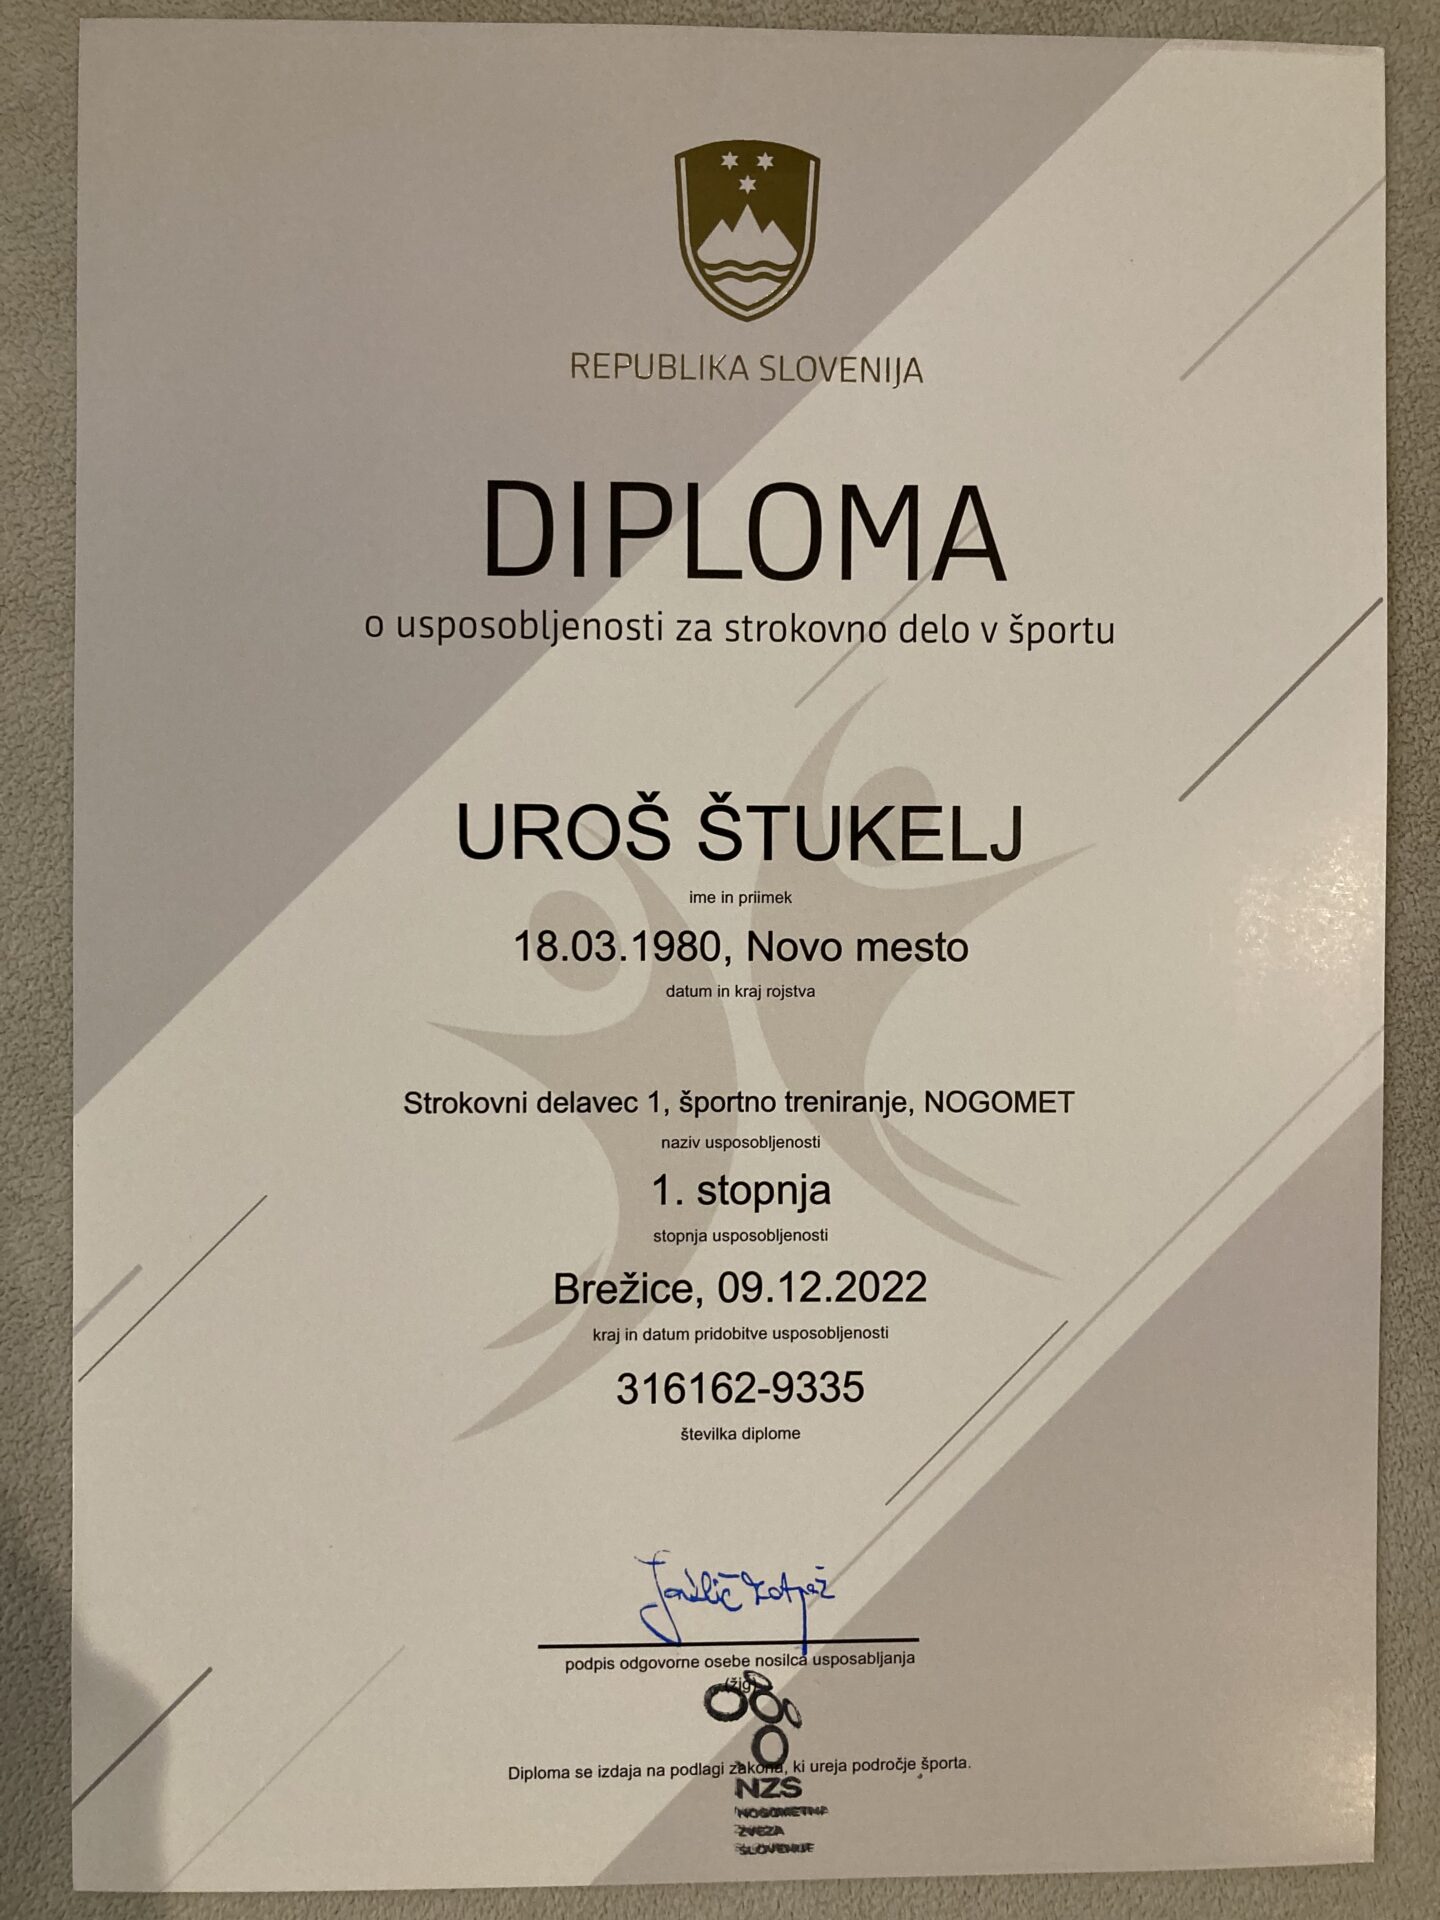 REPUBLIKA SLOVENIJA
DIPLOMA
o usposobljenosti za strokovno delo v športu
UROŠ ŠTUKELJ
ime in priimek
18.03.1980, Novo mesto
datum in kraj rojstva
Strokovni delavec 1, športno treniranje, NOGOMET
naziv usposobljenosti
1. stopnja
stopnja usposobljenosti
Brežice, 09.12.2022
kraj in datum pridobitve usposobljenosti
316162-9335
številka diplome
podpis odgovorne osebe nosilca usposabljanja
(žig)
Diploma se izdaja na podlagi zakona, ki ureja področje športa.
NZS
NOGOMETNA
ZVEZA
SLOVENIJE